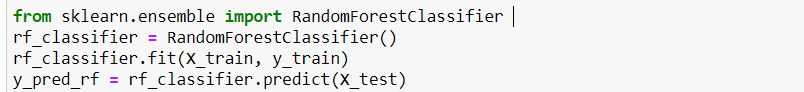 from sklearn.ensemble import RandomForestClassifier
rf_classifier = RandomForestClassifier()
rf_classifier.fit(X_train, y_train)
y_pred_rf = rf_classifier.predict(X_test)